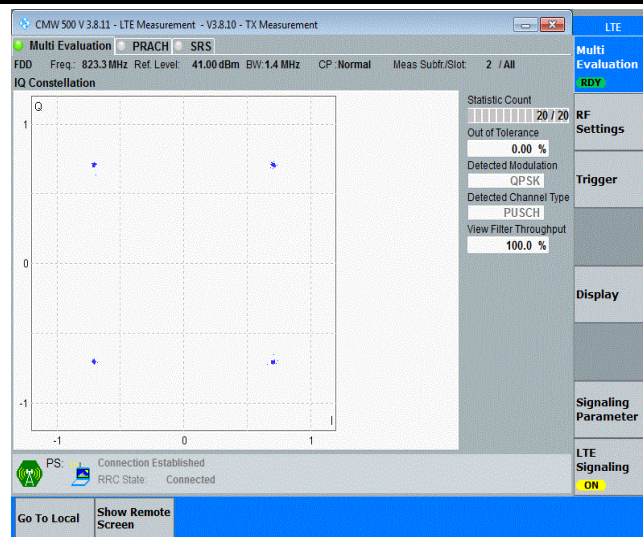 CMW 500 V 3.8.11 - LTE Measurement - V3.8.10 - TX Measurement
LTE
Multi Evaluation PRACH SRS
FDD Freq.: 823.3 MHz Ref. Level: 41.00 dBm BW: 1.4 MHz CP : Normal Meas Subfr./Slot: 2 / All
IQ Constellation
Q
1
0
-1
I
-1 0 1
Statistic Count
20 / 20
Out of Tolerance
0.00 %
Detected Modulation
QPSK
Detected Channel Type
PUSCH
View Filter Throughput
100.0 %
PS: Connection Established
RRC State: Connected
Multi
Evaluation
RDY
RF
Settings
Trigger
Display
Signaling
Parameter
LTE
Signaling
ON
Go To Local
Show Remote
Screen